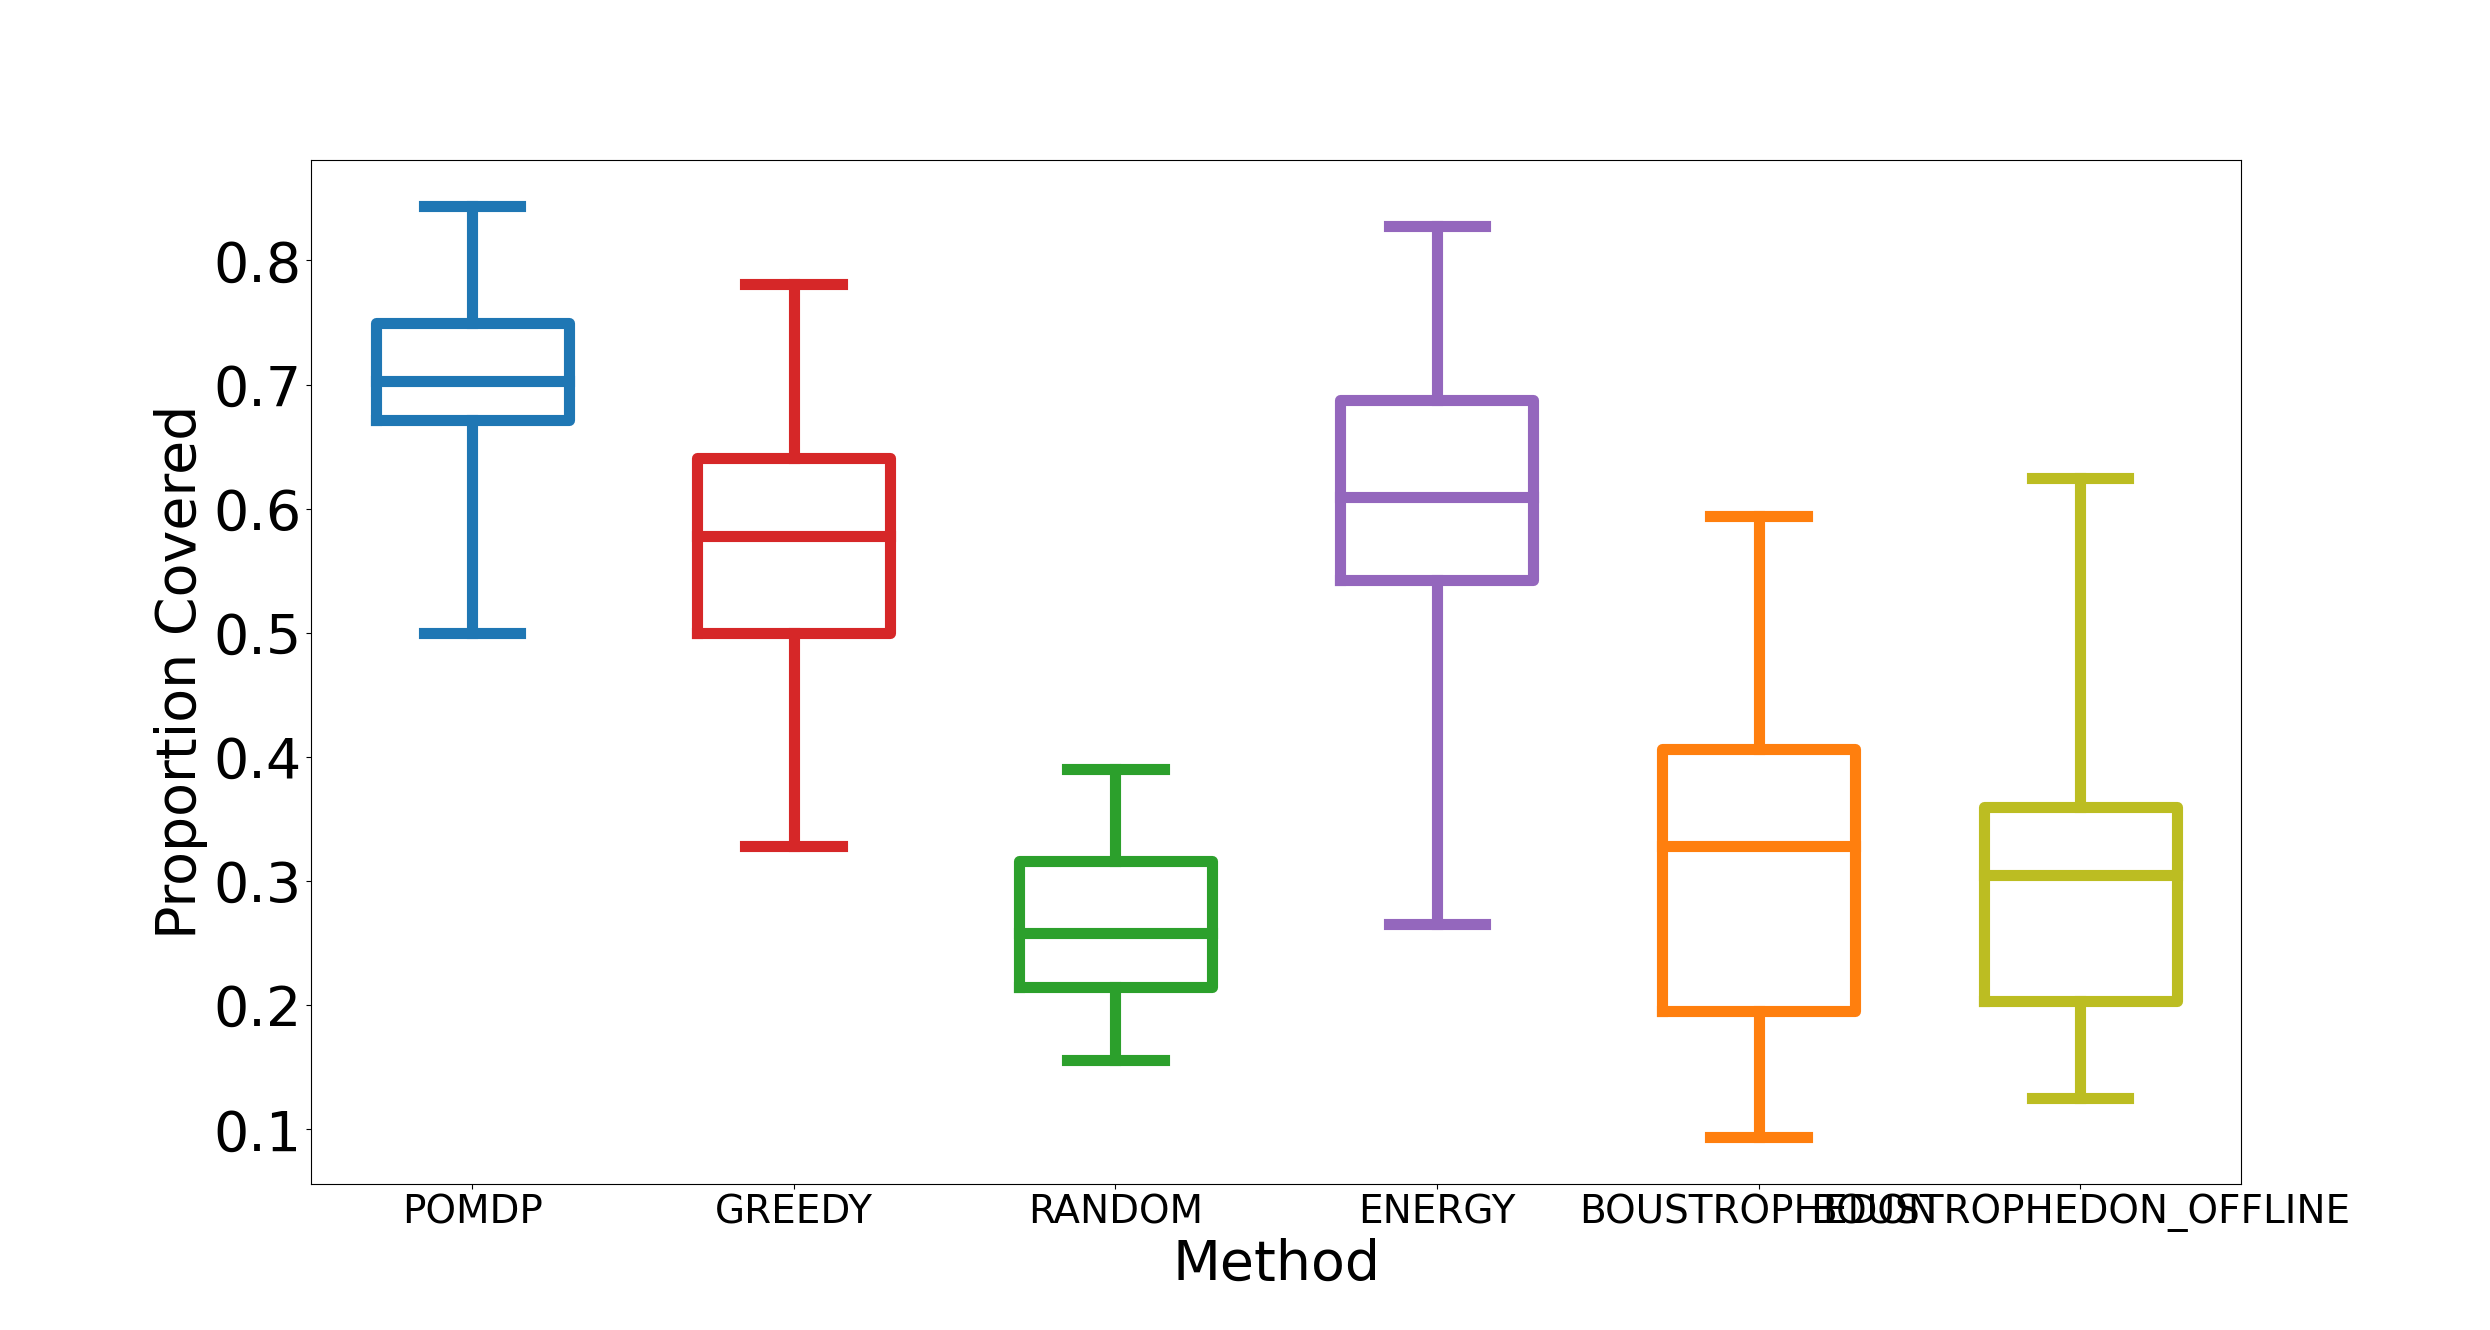 Proportion Covered
0.8
0.7
0.6
0.5
0.4
0.3
0.2
0.1
POMDP GREEDY RANDOM ENERGY BOUSTROPHEDON BOUSTROPHEDON_OFFLINE
Method